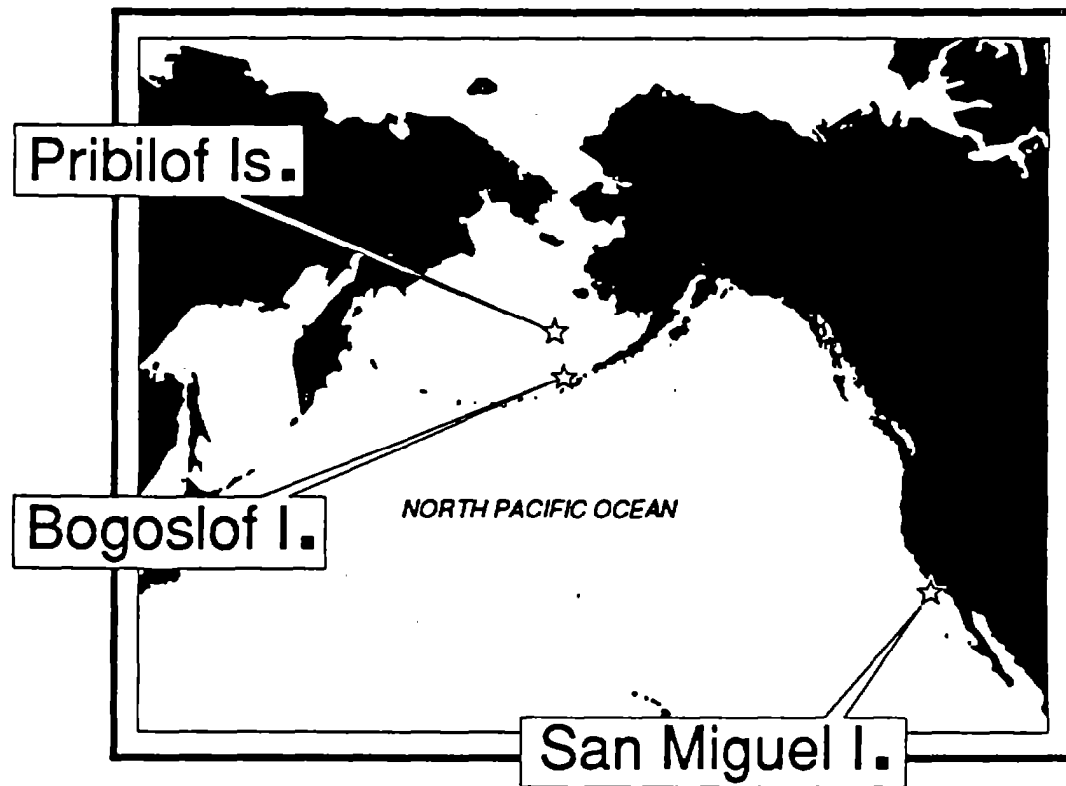 Pribilof Is.
Bogoslof I.
NORTH PACIFIC OCEAN
San Miguel I.